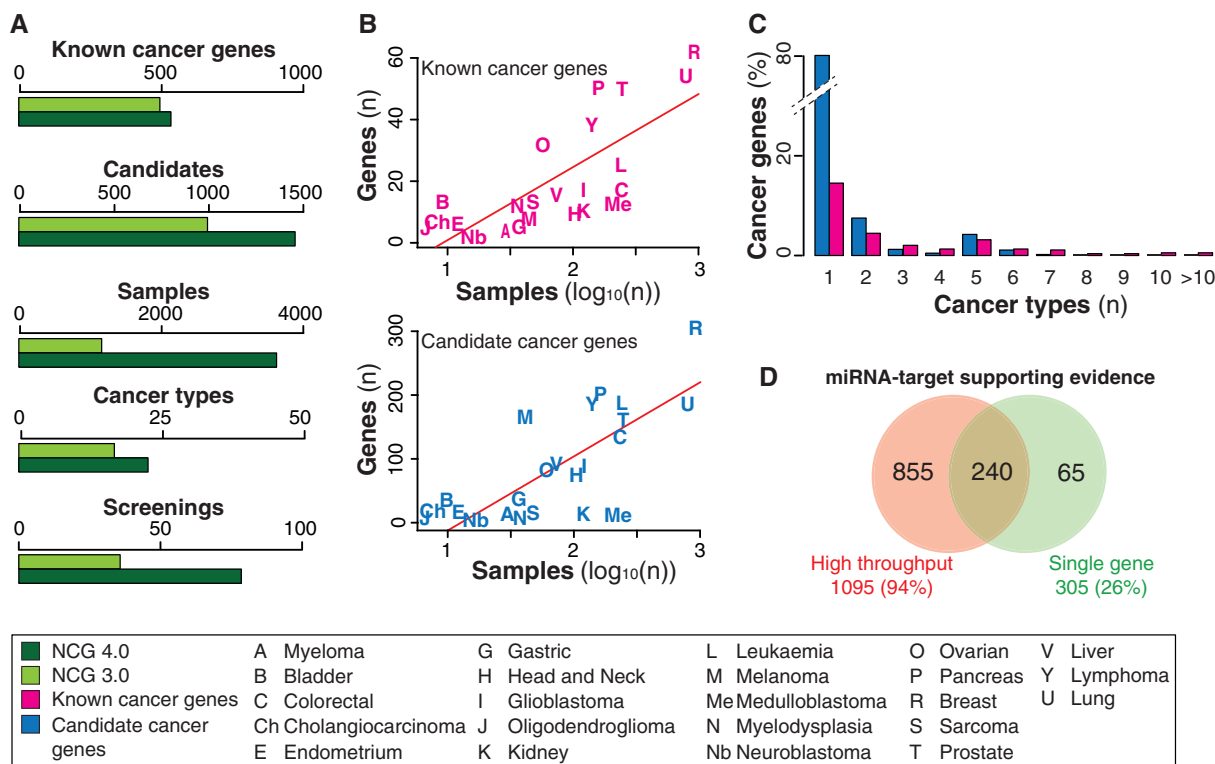 A
Known cancer genes
0 500 1000
Candidates
0 500 1000 1500
Samples
0 2000 4000
Cancer types
0 25 50
Screenings
0 50 100
B
Known cancer genes
Genes (n)
60
40
20
0
R
U
P
T
Y
O
L
C
I
V
S
N
B
H
K
Me
M
G
A
Ch
E
J
Nb
1 2 3
Samples (log₁₀(n))
Candidate cancer genes
Genes (n)
300
200
100
0
R
P
Y
L
U
T
M
C
V
O
I
H
B
G
Ch
E
J
Nb
A
N
S
K
Me
1 2 3
Samples (log₁₀(n))
C
Cancer genes (%)
80
20
0
1 2 3 4 5 6 7 8 9 10 >10
Cancer types (n)
D
miRNA-target supporting evidence
855 240 65
High throughput
1095 (94%)
Single gene
305 (26%)
NCG 4.0
NCG 3.0
Known cancer genes
Candidate cancer
genes
A Myeloma
B Bladder
C Colorectal
Ch Cholangiocarcinoma
E Endometrium
G Gastric
H Head and Neck
I Glioblastoma
J Oligodendroglioma
K Kidney
L Leukaemia
M Melanoma
Me Medulloblastoma
N Myelodysplasia
Nb Neuroblastoma
O Ovarian
P Pancreas
R Breast
S Sarcoma
T Prostate
V Liver
Y Lymphoma
U Lung